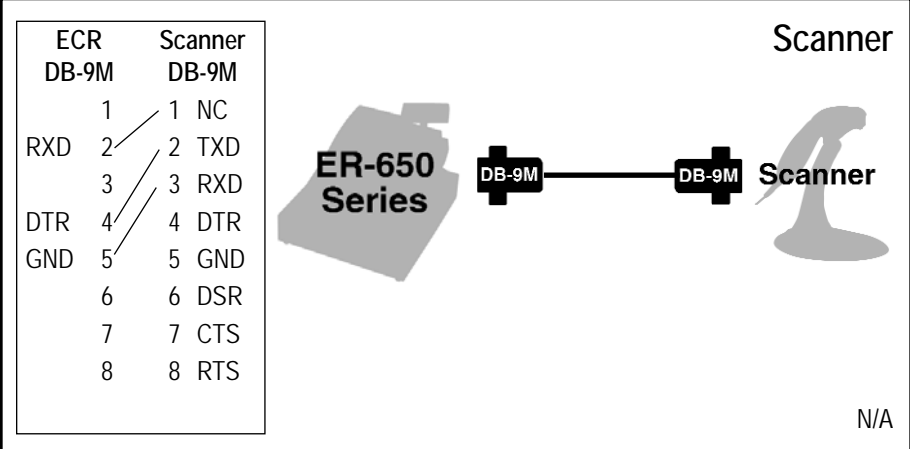 ECR Scanner
DB-9M DB-9M
1 1 NC
RXD 2 2 TXD
3 3 RXD
DTR 4 4 DTR
GND 5 5 GND
6 6 DSR
7 7 CTS
8 8 RTS
Scanner
ER-650
Series
DB-9M
DB-9M
Scanner
N/A